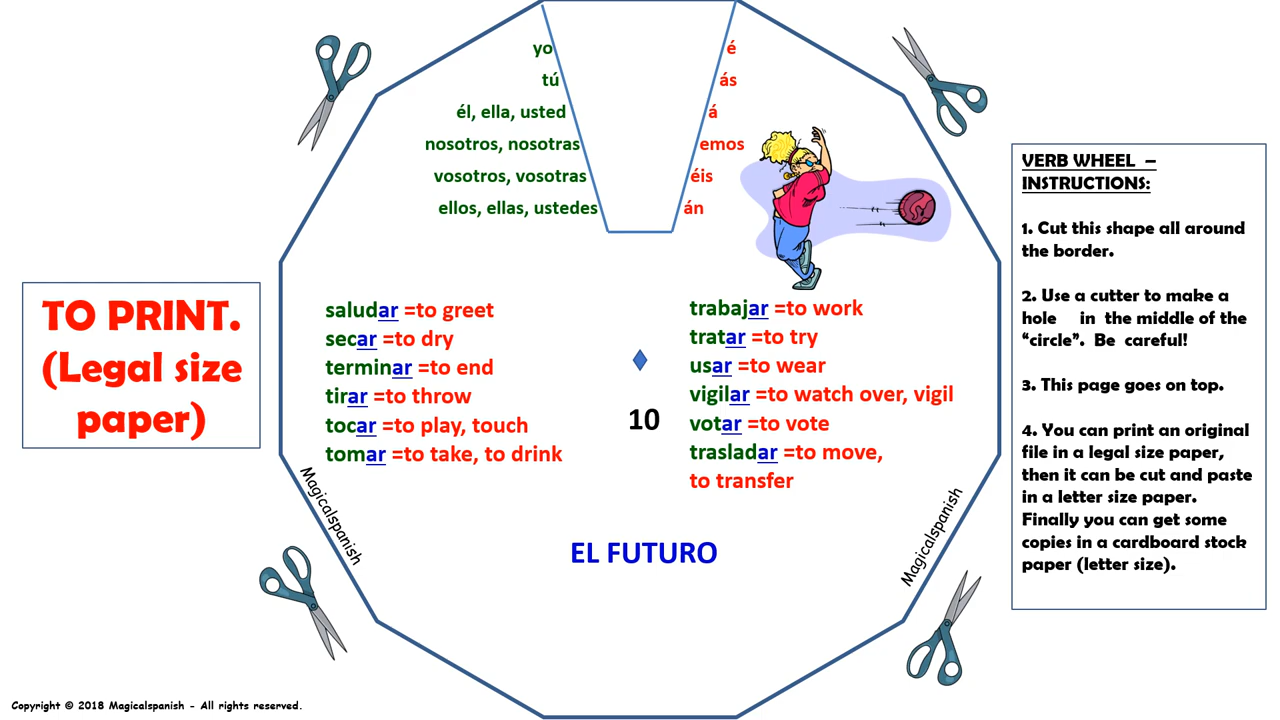 TO PRINT.
(Legal size
paper)
yo
tú
él, ella, usted
nosotros, nosotras
vosotros, vosotras
ellos, ellas, ustedes
é
ás
á
emos
éis
án
saludar =to greet
secar =to dry
terminar =to end
tirar =to throw
tocar =to play, touch
tomar =to take, to drink
10
trabajar =to work
tratar =to try
usar =to wear
vigilar =to watch over, vigil
votar =to vote
trasladar =to move,
to transfer
Magicalspanish
Magicalspanish
EL FUTURO
VERB WHEEL –
INSTRUCTIONS:
1. Cut this shape all around
the border.
2. Use a cutter to make a
hole in the middle of the
“circle”. Be careful!
3. This page goes on top.
4. You can print an original
file in a legal size paper,
then it can be cut and paste
in a letter size paper.
Finally you can get some
copies in a cardboard stock
paper (letter size).
Copyright © 2018 Magicalspanish - All rights reserved.